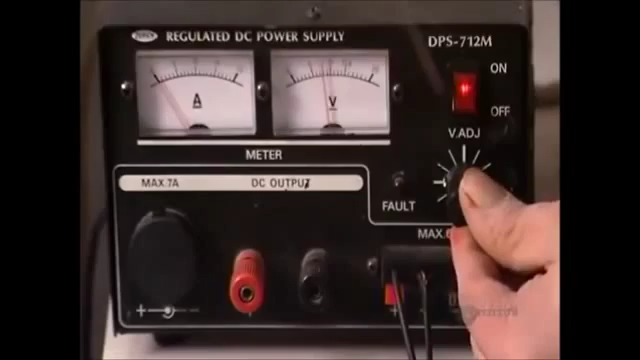 REGULATED DC POWER SUPPLY
DPS-712M
ON
OFF
A
V
V.ADJ
METER
MAX.7A
DC OUTPUT
FAULT
+
-
+